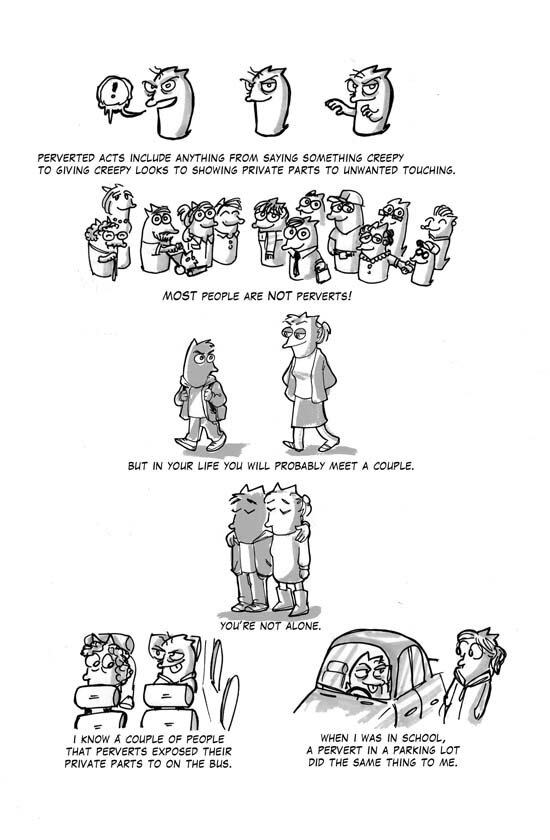 !
PERVERTED ACTS INCLUDE ANYTHING FROM SAYING SOMETHING CREEPY
TO GIVING CREEPY LOOKS TO SHOWING PRIVATE PARTS TO UNWANTED TOUCHING.
MOST PEOPLE ARE NOT PERVERTS!
BUT IN YOUR LIFE YOU WILL PROBABLY MEET A COUPLE.
YOU'RE NOT ALONE.
I KNOW A COUPLE OF PEOPLE
THAT PERVERTS EXPOSED THEIR
PRIVATE PARTS TO ON THE BUS.
WHEN I WAS IN SCHOOL,
A PERVERT IN A PARKING LOT
DID THE SAME THING TO ME.